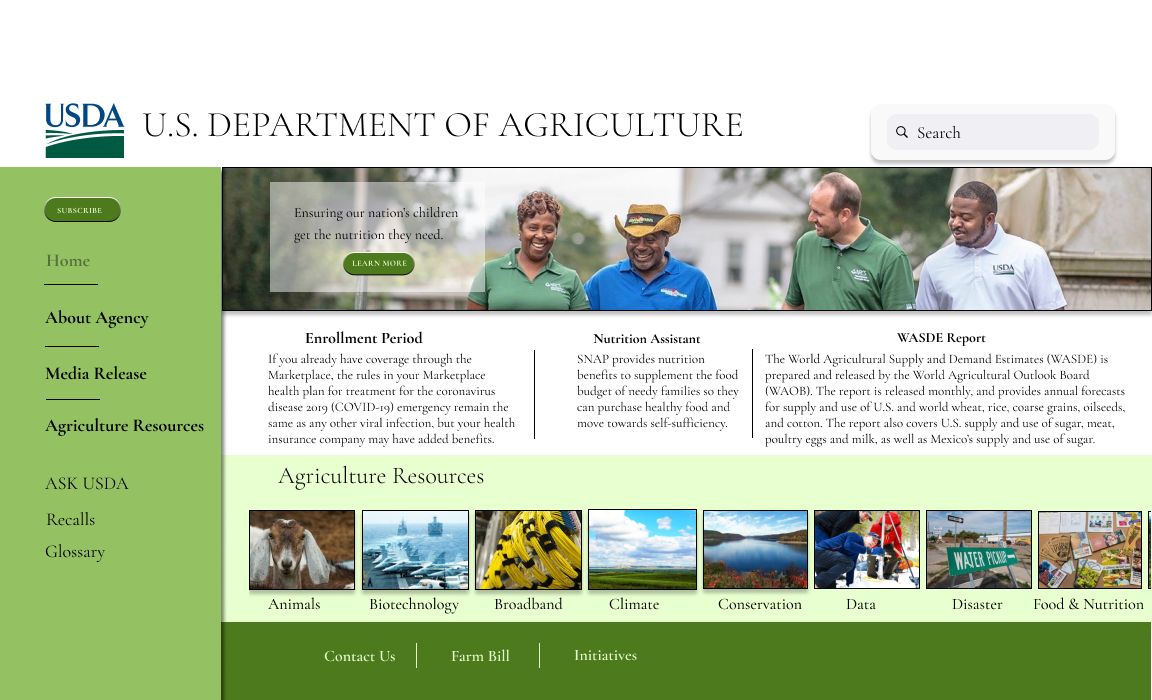 USDA
U.S. DEPARTMENT OF AGRICULTURE
Search
SUBSCRIBE
Home
About Agency
Media Release
Agriculture Resources
ASK USDA
Recalls
Glossary
Ensuring our nation's children
get the nutrition they need.
LEARN MORE
USDA
Enrollment Period
If you already have coverage through the
Marketplace, the rules in your Marketplace
health plan for treatment for the coronavirus
disease 2019 (COVID-19) emergency remain the
same as any other viral infection, but your health
insurance company may have added benefits.
Nutrition Assistant
SNAP provides nutrition
benefits to supplement the food
budget of needy families so they
can purchase healthy food and
move towards self-sufficiency.
WASDE Report
The World Agricultural Supply and Demand Estimates (WASDE) is
prepared and released by the World Agricultural Outlook Board
(WAOB). The report is released monthly, and provides annual forecasts
for supply and use of U.S. and world wheat, rice, coarse grains, oilseeds,
and cotton. The report also covers U.S. supply and use of sugar, meat,
poultry eggs and milk, as well as Mexico's supply and use of sugar.
Agriculture Resources
WATER PICKUP
Animals
Biotechnology
Broadband
Climate
Conservation
Data
Disaster
Food & Nutrition
Contact Us
Farm Bill
Initiatives